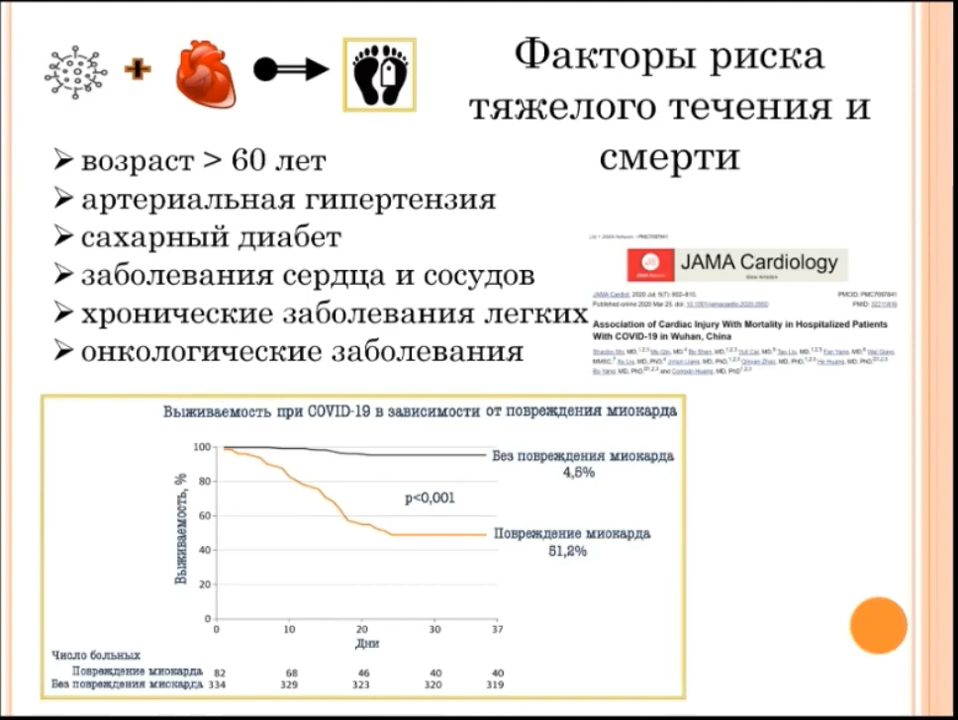 Факторы риска
тяжелого течения и
смерти
возраст > 60 лет
артериальная гипертензия
сахарный диабет
заболевания сердца и сосудов
хронические заболевания легких
онкологические заболевания
JAMA Cardiology
Association of Cardiac Injury With Mortality in Hospitalized Patients
With COVID-19 in Wuhan, China
Выживаемость при COVID-19 в зависимости от повреждения миокарда
Выживаемость, %
100
80
60
40
20
0
0 10 20 30 37
Дни
p<0,001
Без повреждения миокарда
4,5%
Повреждение миокарда
51,2%
Число больных
Повреждение миокарда 82 68 46 40 40
Без повреждения миокарда 334 329 323 320 319